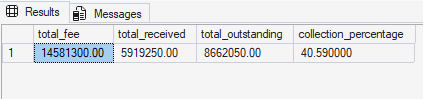 Results Messages
total_fee total_received total_outstanding collection_percentage
1 14581300.00 5919250.00 8662050.00 40.590000